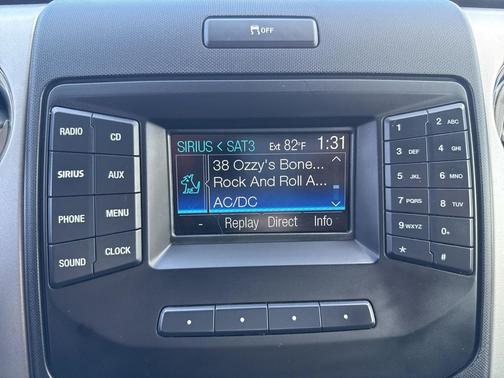 OFF
SIRIUS < SAT3 Ext 82°F 1:31
38 Ozzy's Bone...
Rock And Roll A...
AC/DC
- Replay Direct Info
RADIO CD
SIRIUS AUX
PHONE MENU
SOUND CLOCK
1 2 ABC
3 DEF 4 GHI
5 JKL 6 MNO
7 PQRS 8 TUV
9 WXYZ 0+
* #